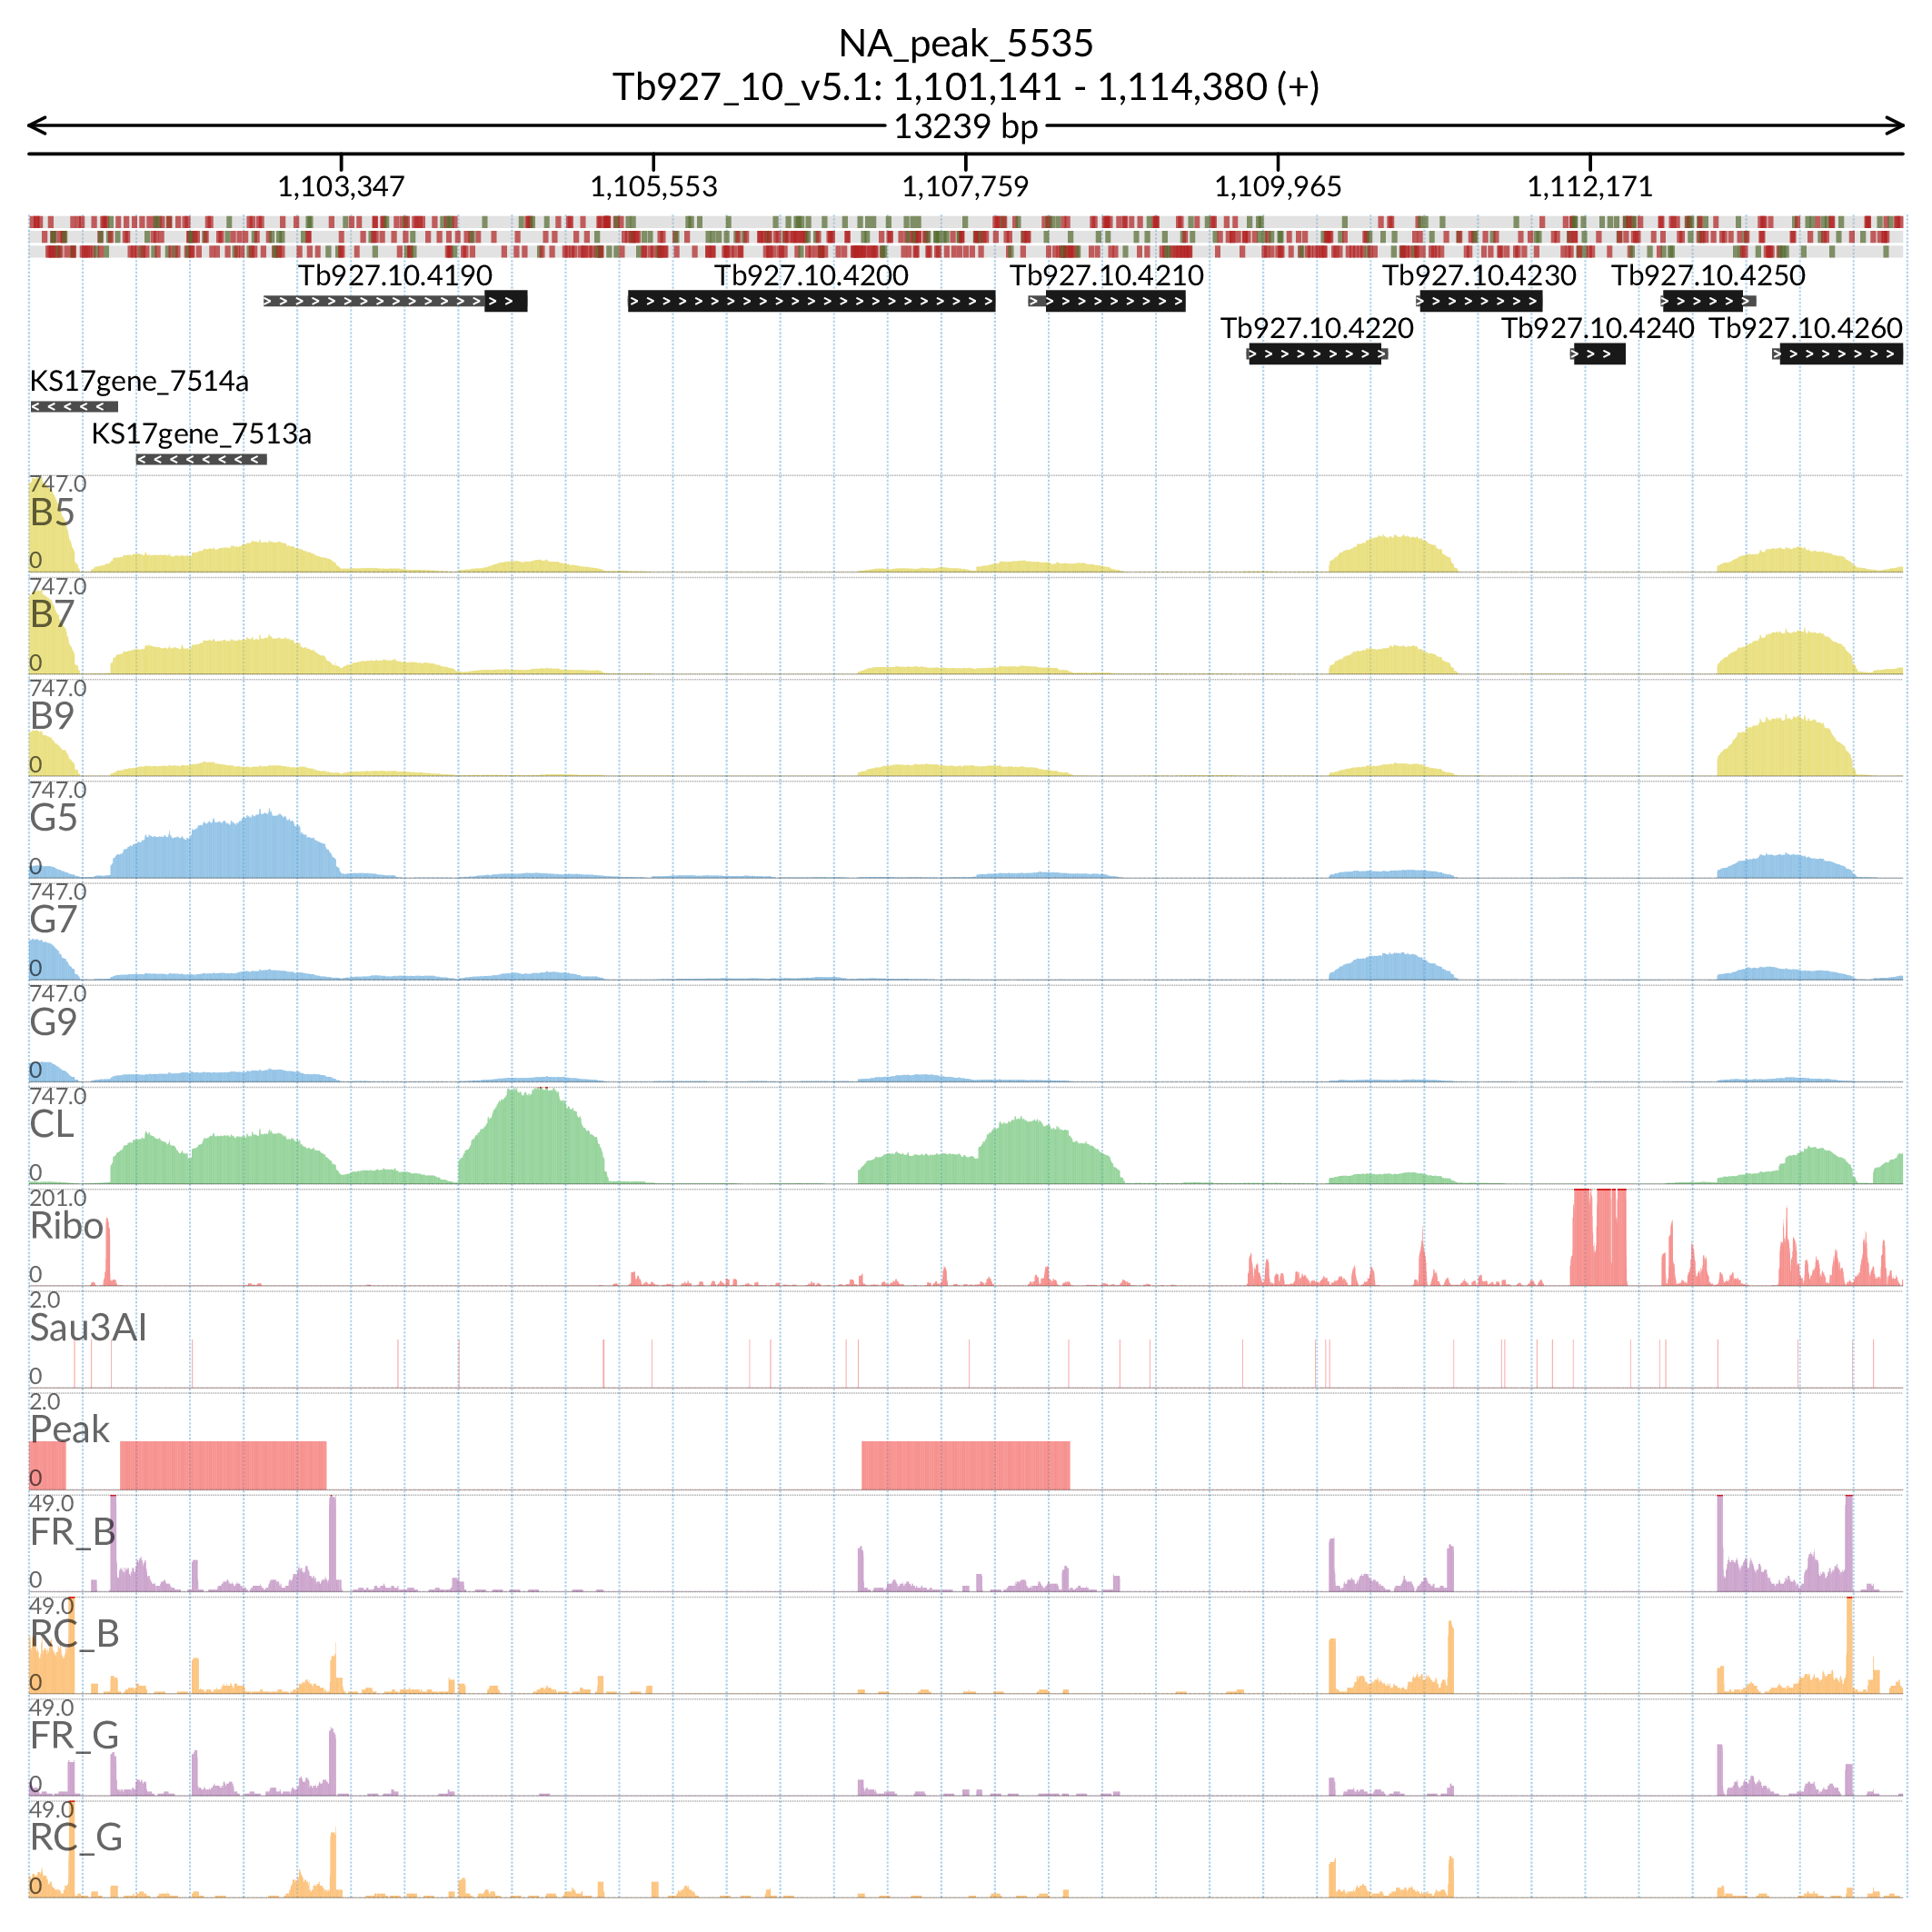 NA_peak_5535
Tb927_10_v5.1: 1,101,141 - 1,114,380 (+)
13239 bp
1,103,347 1,105,553 1,107,759 1,109,965 1,112,171
Tb927.10.4190 Tb927.10.4200 Tb927.10.4210 Tb927.10.4230 Tb927.10.4250
Tb927.10.4220 Tb927.10.4240 Tb927.10.4260
KS17gene_7514a
KS17gene_7513a
747.0
B5
0
747.0
B7
0
747.0
B9
0
747.0
G5
0
747.0
G7
0
747.0
G9
0
747.0
CL
0
201.0
Ribo
0
2.0
Sau3AI
0
2.0
Peak
0
49.0
FR_B
0
49.0
RC_B
0
49.0
FR_G
0
49.0
RC_G
0